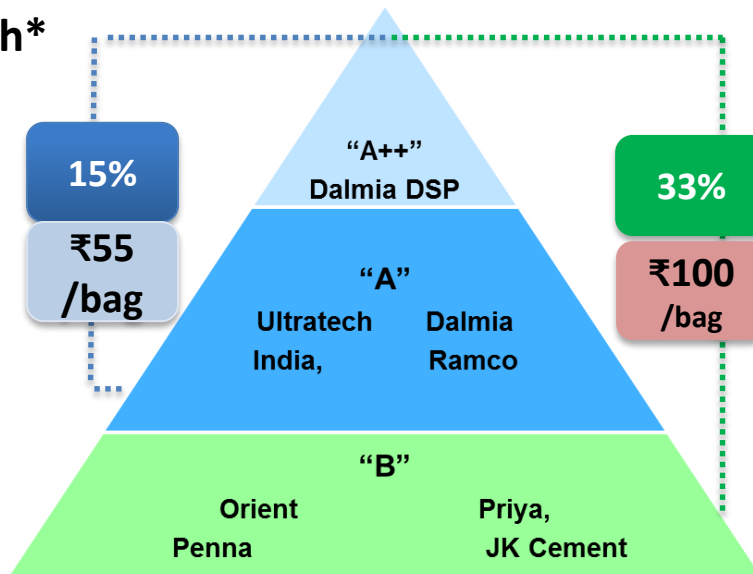 h*
“A++”
Dalmia DSP
15%
₹55
/bag
33%
₹100
/bag
“A”
Ultratech Dalmia
India, Ramco
“B”
Orient Priya,
Penna JK Cement